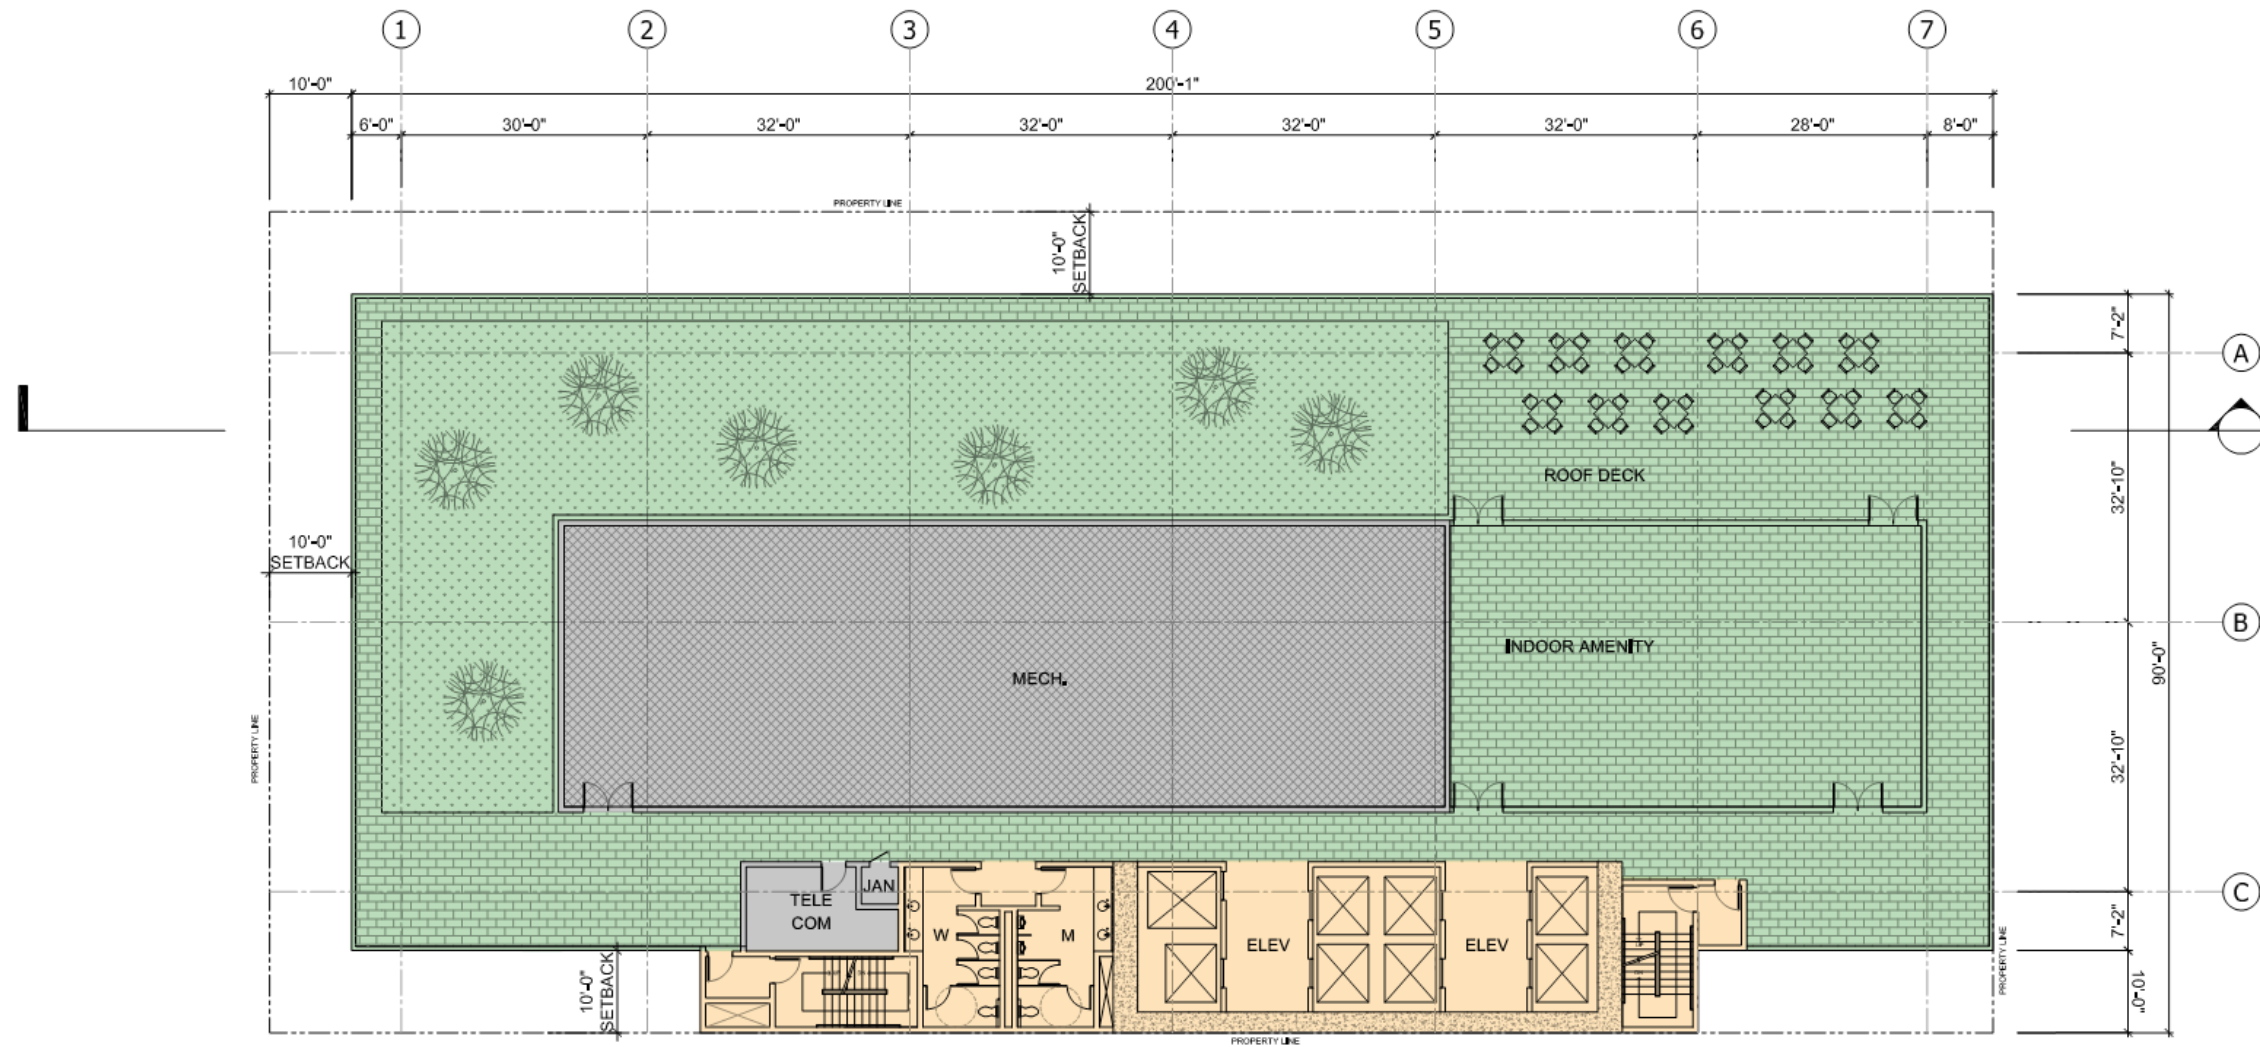 1 2 3 4 5 6 7
10'-0" 200'-1"
6'-0" 30'-0" 32'-0" 32'-0" 32'-0" 32'-0" 28'-0" 8'-0"
PROPERTY LINE
10'-0"
SETBACK
7'-2"
A
32'-10"
ROOF DECK
10'-0"
SETBACK
B
INDOOR AMENITY
90'-0"
MECH.
PROPERTY LINE
32'-10"
JAN
TELE
COM
C
7'-2"
W
M
ELEV
ELEV
PROPERTY LINE
10'-0"
SETBACK
10'-0"
PROPERTY LINE